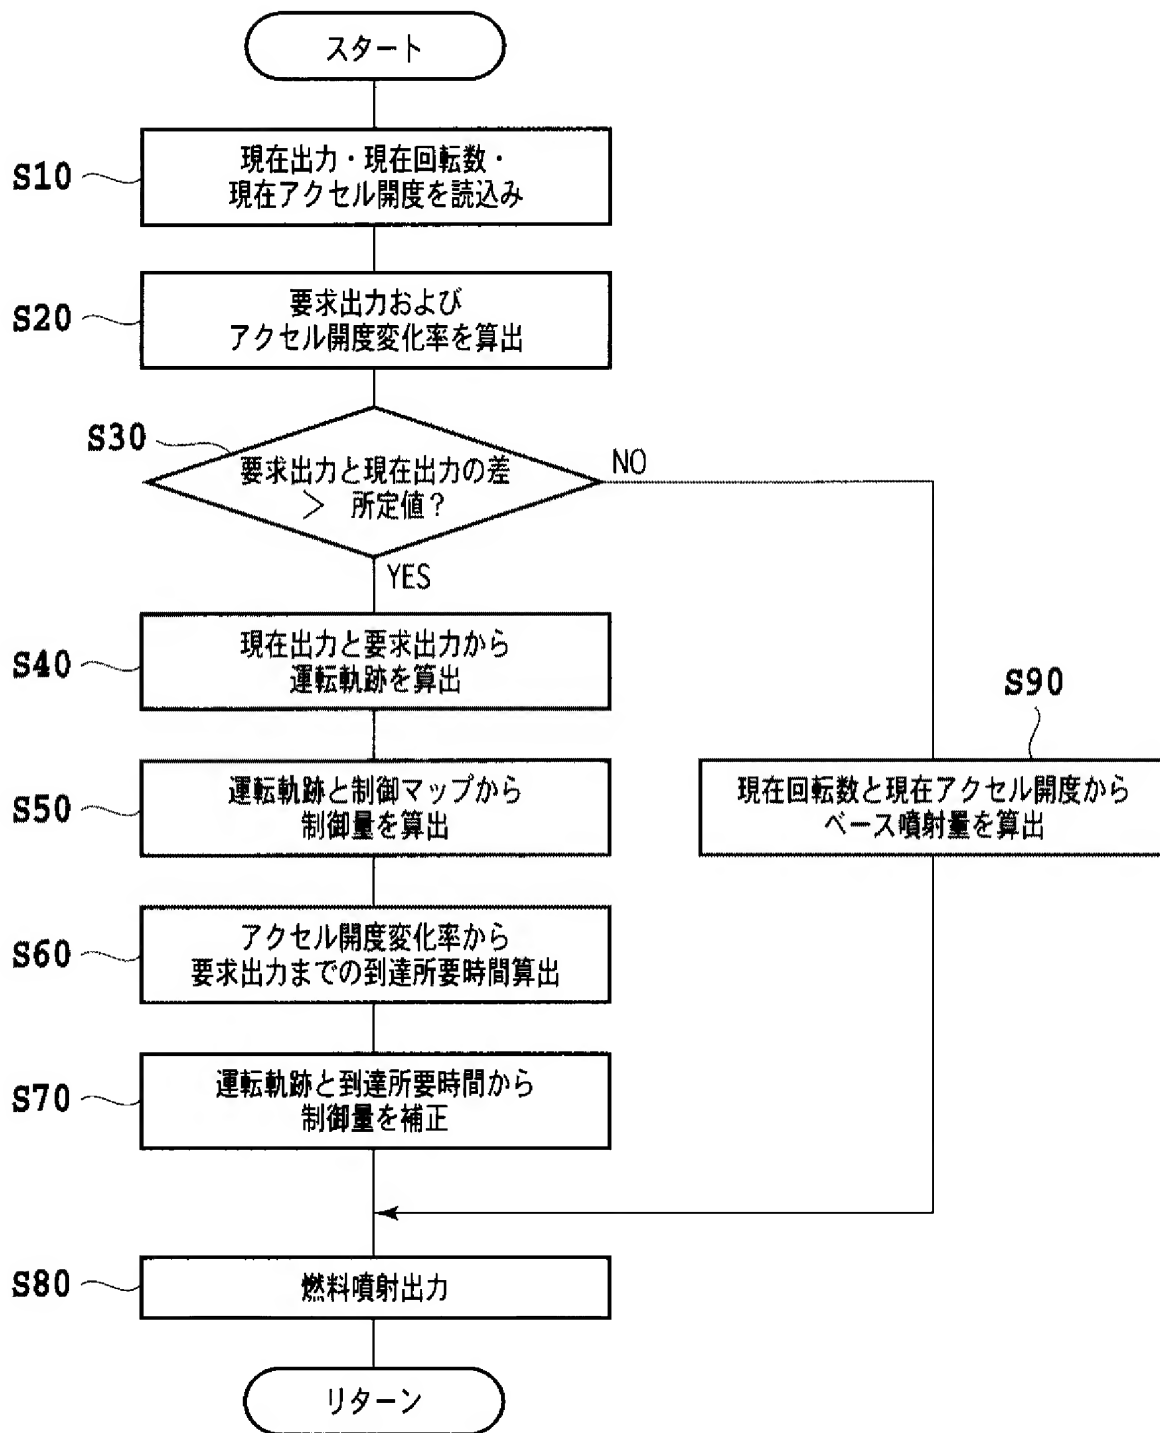 スタート
S10
現在出力・現在回転数・
現在アクセル開度を読込み
S20
要求出力および
アクセル開度変化率を算出
S30
要求出力と現在出力の差
> 所定値?
NO
YES
S40
現在出力と要求出力から
運転軌跡を算出
S90
現在回転数と現在アクセル開度から
ベース噴射量を算出
S50
運転軌跡と制御マップから
制御量を算出
S60
アクセル開度変化率から
要求出力までの到達所要時間算出
S70
運転軌跡と到達所要時間から
制御量を補正
S80
燃料噴射出力
リターン